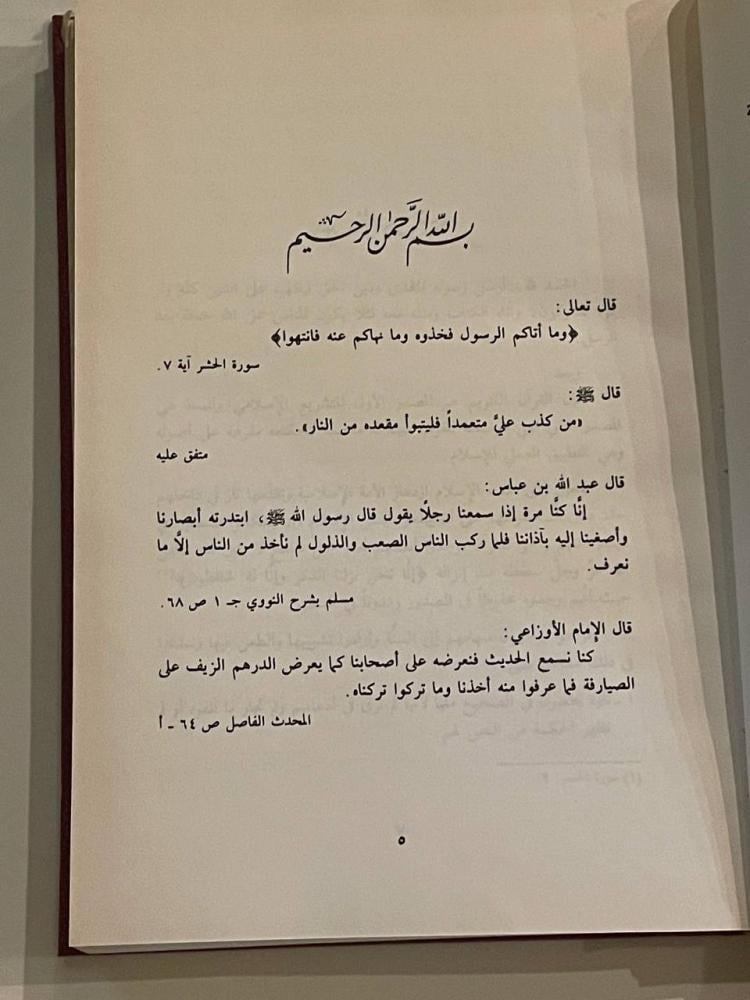 بسم الله الرحمن الرحيم
قال تعالى:
﴿وما أتاكم الرسول فخذوه وما نهاكم عنه فانتهوا﴾
سورة الحشر آية ٧.
قال ﷺ:
«من كذب عليَّ متعمداً فليتبوأ مقعده من النار».
متفق عليه
قال عبد الله بن عباس:
إنَّا كنَّا مرة إذا سمعنا رجلًا يقول قال رسول الله ﷺ، ابتدرته أبصارنا
وأصغينا إليه بآذاننا فلما ركب الناس الصعب والذلول لم نأخذ من الناس إلَّا ما
نعرف.
مسلم بشرح النووي جـ ١ ص ٦٨.
قال الإمام الأوزاعي:
كنا نسمع الحديث فنعرضه على أصحابنا كما يعرض الدرهم الزيف على
الصيارفة فما عرفوا منه أخذنا وما تركوا تركناه.
المحدث الفاصل ص ٦٤ - أ
٥